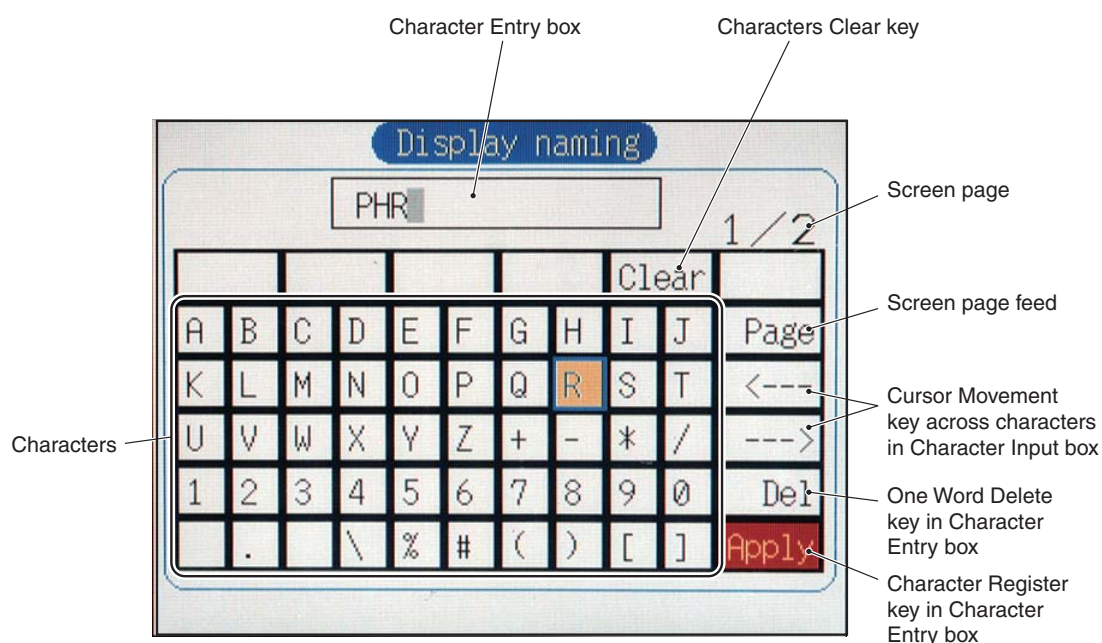 Character Entry box
Characters Clear key
Display naming
PHR
Screen page
1/2
Clear
A B C D E F G H I J
Page
Screen page feed
K L M N O P Q R S T
<---
Cursor Movement
key across characters
in Character Input box
Characters
U V W X Y Z + - * /
--->
1 2 3 4 5 6 7 8 9 0
Del
One Word Delete
key in Character
Entry box
. \ % # ( ) [ ]
Apply
Character Register
key in Character
Entry box